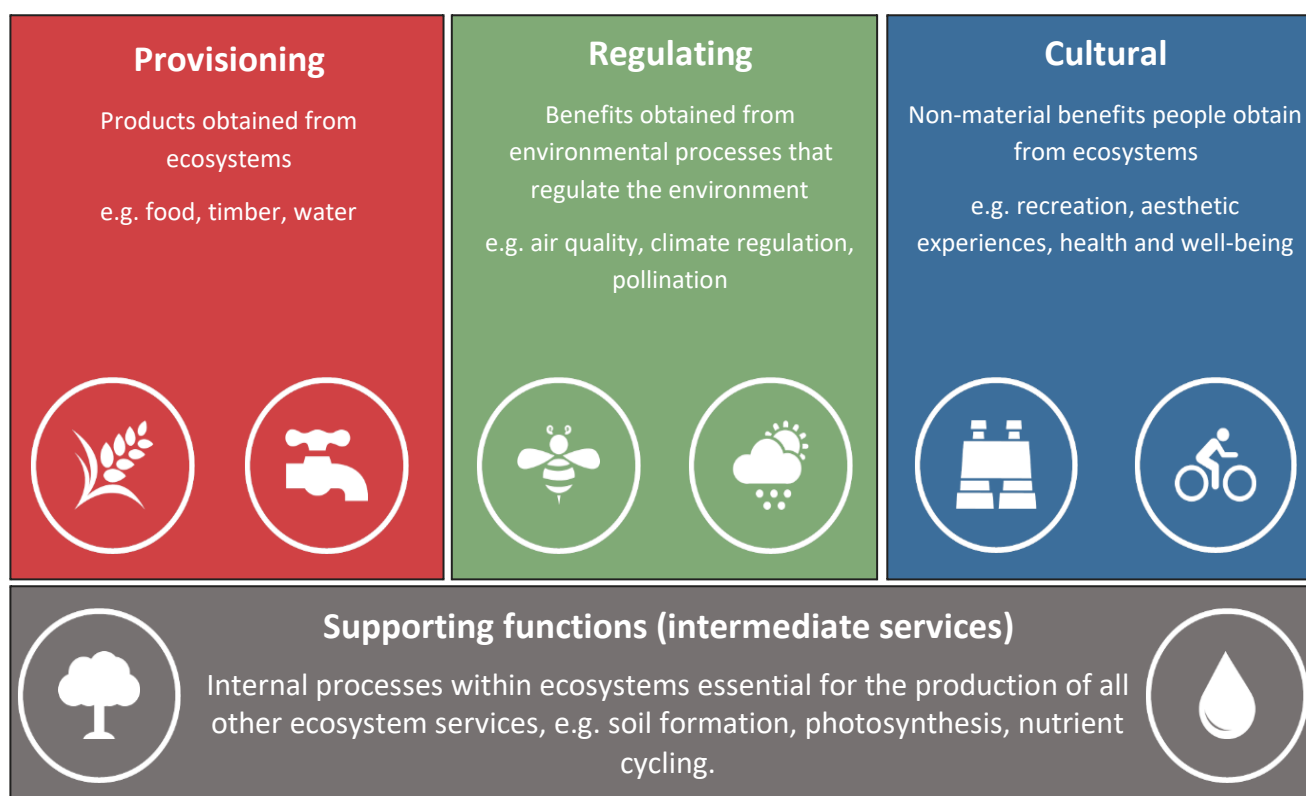 Provisioning
Products obtained from
ecosystems
e.g. food, timber, water
Regulating
Benefits obtained from
environmental processes that
regulate the environment
e.g. air quality, climate regulation,
pollination
Cultural
Non-material benefits people obtain
from ecosystems
e.g. recreation, aesthetic
experiences, health and well-being
Supporting functions (intermediate services)
Internal processes within ecosystems essential for the production of all
other ecosystem services, e.g. soil formation, photosynthesis, nutrient
cycling.